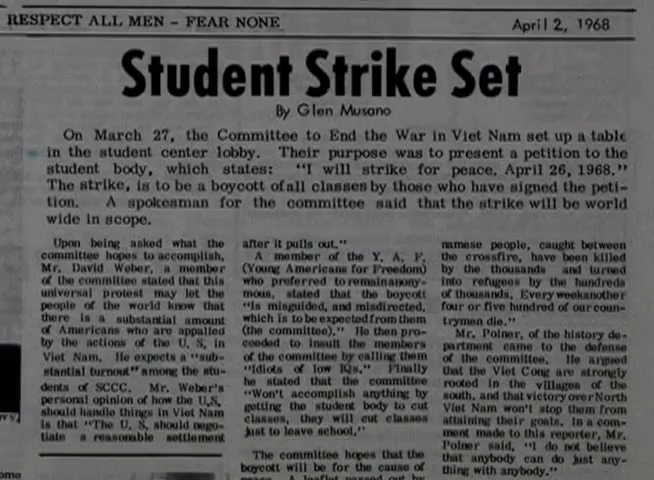 RESPECT ALL MEN - FEAR NONE
April 2, 1968
Student Strike Set
By Glen Musano
On March 27, the Committee to End the War in Viet Nam set up a table
in the student center lobby. Their purpose was to present a petition to the
student body, which states: "I will strike for peace. April 26, 1968."
The strike, is to be a boycott of all classes by those who have signed the peti-
tion. A spokesman for the committee said that the strike will be world
wide in scope.
Upon being asked what the
committee hopes to accomplish,
Mr. David Weber, a member
of the committee stated that this
universal protest may let the
people of the world know that
there is a substantial amount
of Americans who are appalled
by the actions of the U. S. in
Viet Nam. He expects a "sub-
stantial turnout" among the stu-
dents of SCCC. Mr. Weber's
personal opinion of how the U.S.
should handle things in Viet Nam
is that "The U. S. should nego-
tiate a reasonable settlement
after it pulls out."
A member of the Y. A. F.
(Young Americans for Freedom)
who preferred to remain anony-
mous, stated that the boycott
"Is misguided, and misdirected,
which is to be expected from them
(the committee)." He then pro-
ceeded to insult the members
of the committee by calling them
"Idiots of low IQs." Finally
he stated that the committee
"Won't accomplish anything by
getting the student body to cut
classes, they will cut classes
just to leave school."
The committee hopes that the
boycott will be for the cause of
peace. A leaflet passed out by
namese people, caught between
the crossfire, have been killed
by the thousands and turned
into refugees by the hundreds
of thousands. Every week another
four or five hundred of our coun-
trymen die."
Mr. Polner, of the history de-
partment came to the defense
of the committee. He argued
that the Viet Cong are strongly
rooted in the villages of the
south, and that victory over North
Viet Nam won't stop them from
attaining their goals. In a com-
ment made to this reporter, Mr.
Polner said, "I do not believe
that anybody can do just any-
thing with anybody."